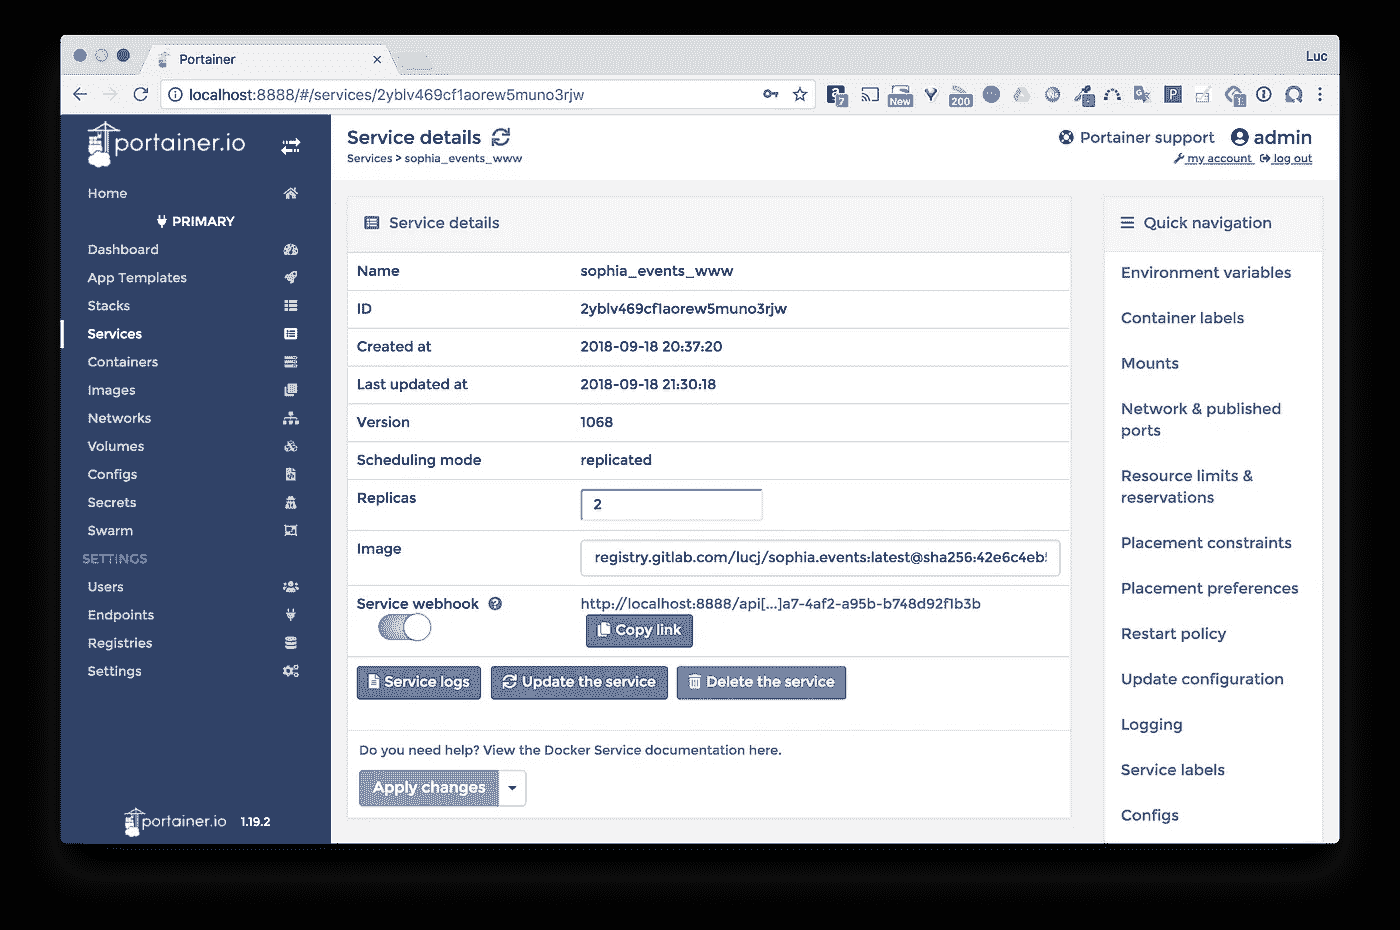 Portainer
Luc
localhost:8888/#/services/2yblv469cf1aorew5muno3rjw
7
New
200
1
portainer.io
Home
PRIMARY
Dashboard
App Templates
Stacks
Services
Containers
Images
Networks
Volumes
Configs
Secrets
Swarm
SETTINGS
Users
Endpoints
Registries
Settings
portainer.io 1.19.2
Service details
Services > sophia_events_www
Portainer support admin
my account log out
Service details
Name sophia_events_www
ID 2yblv469cf1aorew5muno3rjw
Created at 2018-09-18 20:37:20
Last updated at 2018-09-18 21:30:18
Version 1068
Scheduling mode replicated
Replicas 2
Image registry.gitlab.com/lucj/sophia.events:latest@sha256:42e6c4eb
Service webhook http://localhost:8888/api[...]a7-4af2-a95b-b748d92f1b3b
Copy link
Service logs Update the service Delete the service
Do you need help? View the Docker Service documentation here.
Apply changes
Quick navigation
Environment variables
Container labels
Mounts
Network & published
ports
Resource limits &
reservations
Placement constraints
Placement preferences
Restart policy
Update configuration
Logging
Service labels
Configs